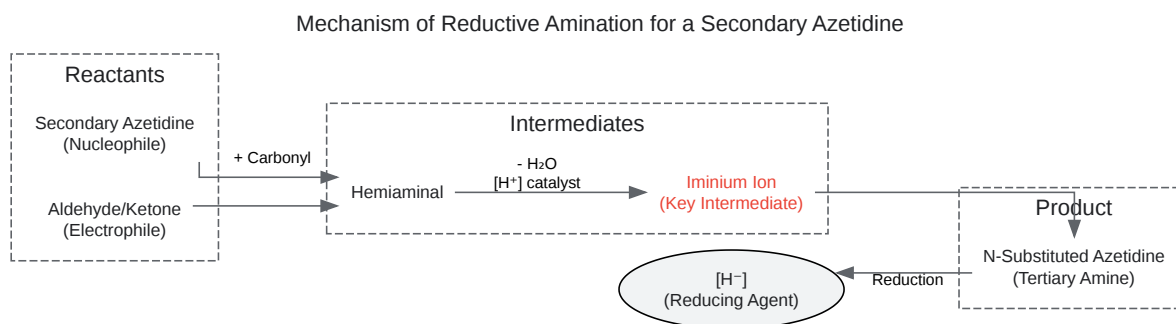 Mechanism of Reductive Amination for a Secondary Azetidine
Reactants
Secondary Azetidine
(Nucleophile)
Aldehyde/Ketone
(Electrophile)
+ Carbonyl
Intermediates
Hemiaminal
- H₂O
[H⁺] catalyst
Iminium Ion
(Key Intermediate)
Product
N-Substituted Azetidine
(Tertiary Amine)
Reduction
[H⁻]
(Reducing Agent)